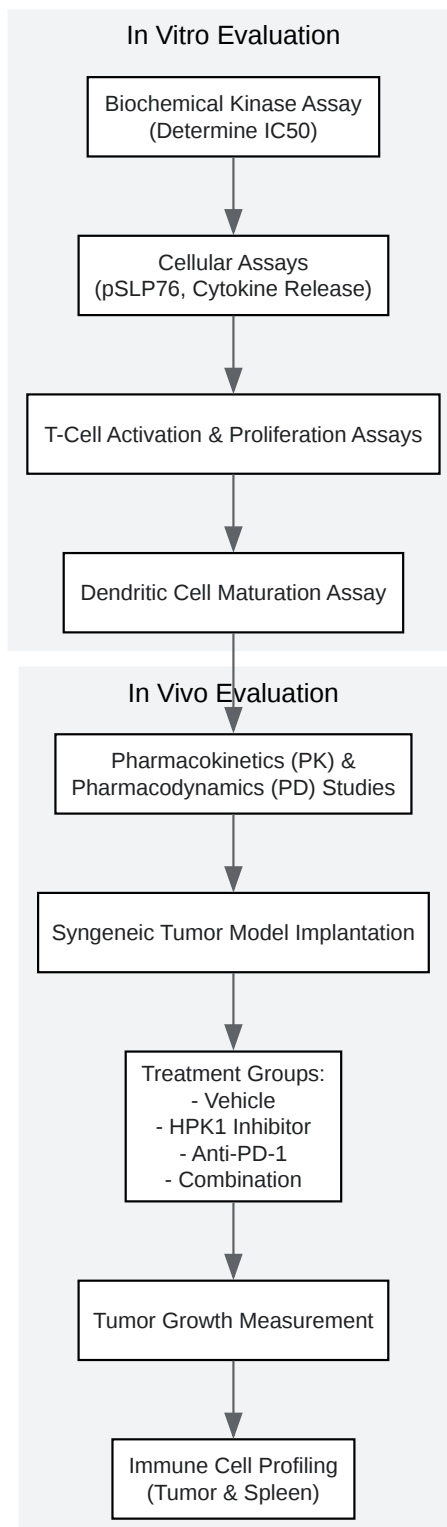 In Vitro Evaluation
Biochemical Kinase Assay
(Determine IC50)
Cellular Assays
(pSLP76, Cytokine Release)
T-Cell Activation & Proliferation Assays
Dendritic Cell Maturation Assay
In Vivo Evaluation
Pharmacokinetics (PK) &
Pharmacodynamics (PD) Studies
Syngeneic Tumor Model Implantation
Treatment Groups:
- Vehicle
- HPK1 Inhibitor
- Anti-PD-1
- Combination
Tumor Growth Measurement
Immune Cell Profiling
(Tumor & Spleen)